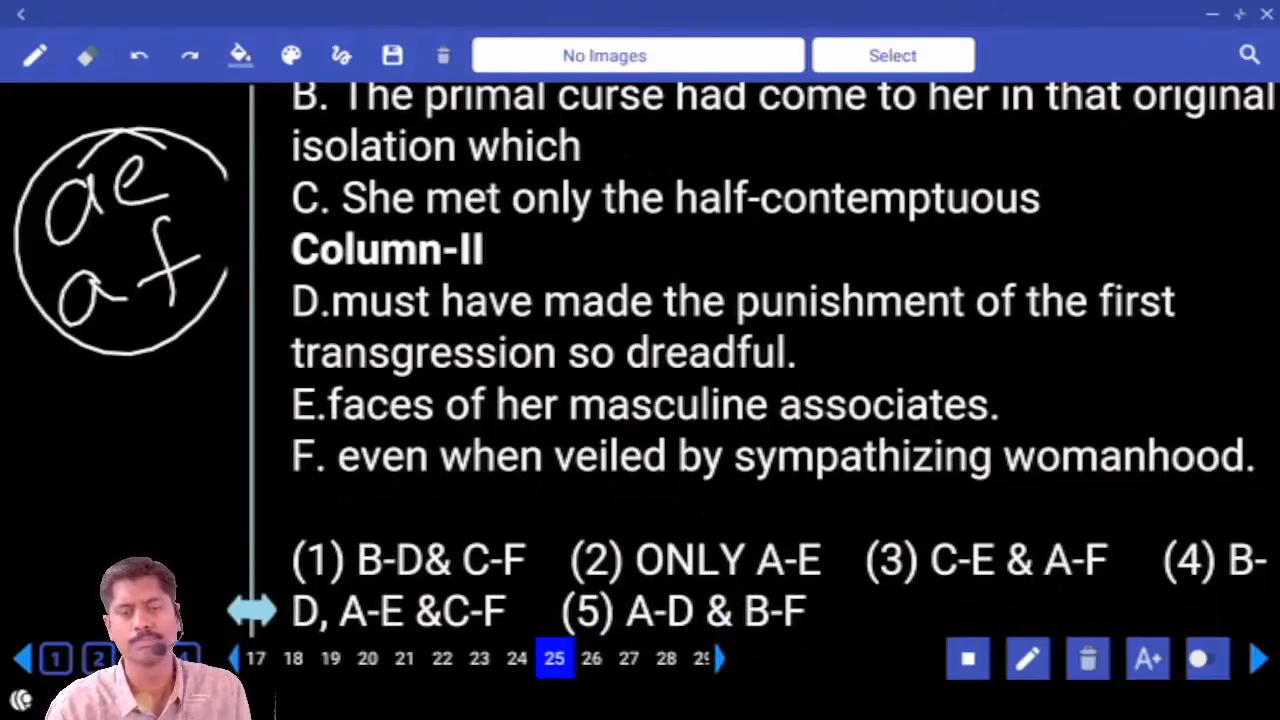 No Images
Select
B. The primal curse had come to her in that original
isolation which
C. She met only the half-contemptuous
Column-II
D.must have made the punishment of the first
transgression so dreadful.
E.faces of her masculine associates.
F. even when veiled by sympathizing womanhood.
ae
af
(1) B-D& C-F (2) ONLY A-E (3) C-E & A-F (4) B-
D, A-E &C-F (5) A-D & B-F
1 2 4 17 18 19 20 21 22 23 24 25 26 27 28
A+